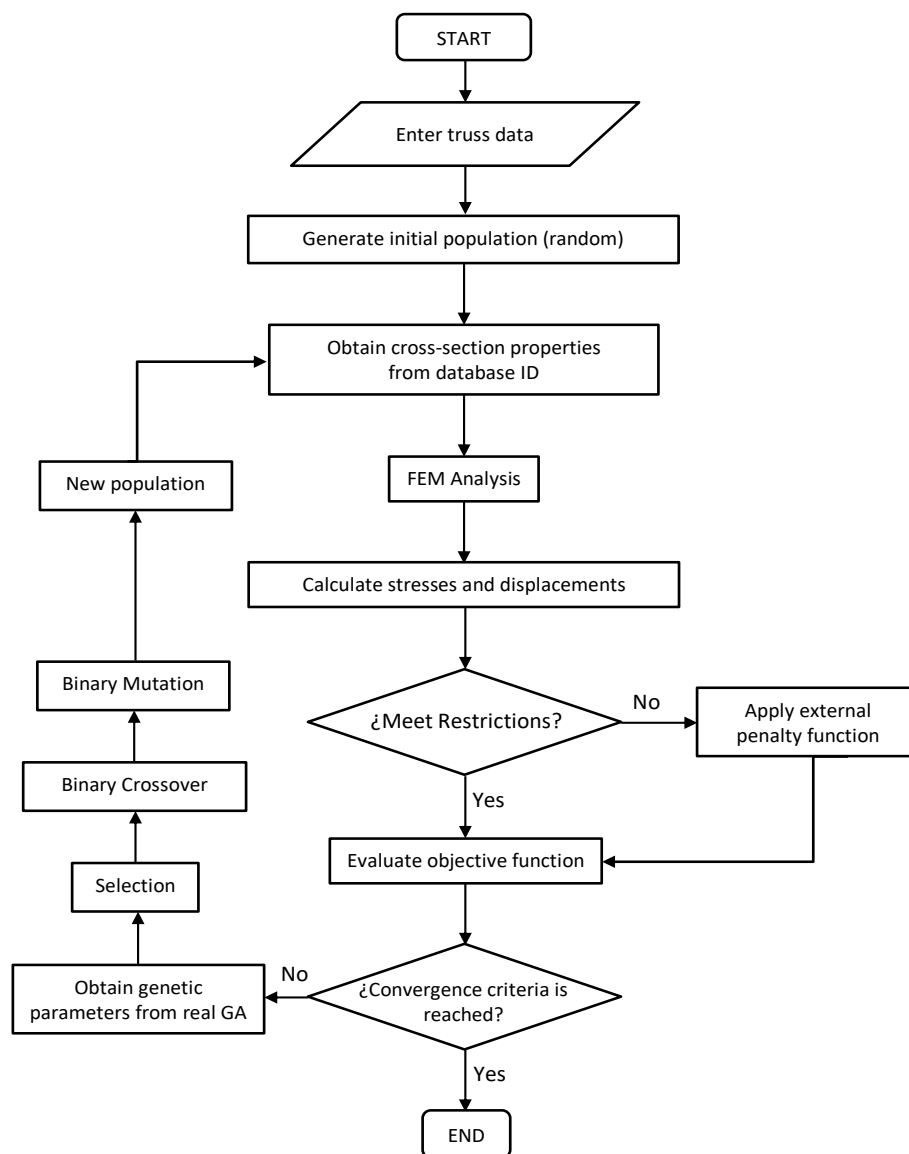 START
Enter truss data
Generate initial population (random)
Obtain cross-section properties
from database ID
New population
FEM Analysis
Calculate stresses and displacements
Binary Mutation
¿Meet Restrictions?
No
Apply external
penalty function
Binary Crossover
Yes
Evaluate objective function
Selection
Obtain genetic
parameters from real GA
No
¿Convergence criteria is
reached?
Yes
END